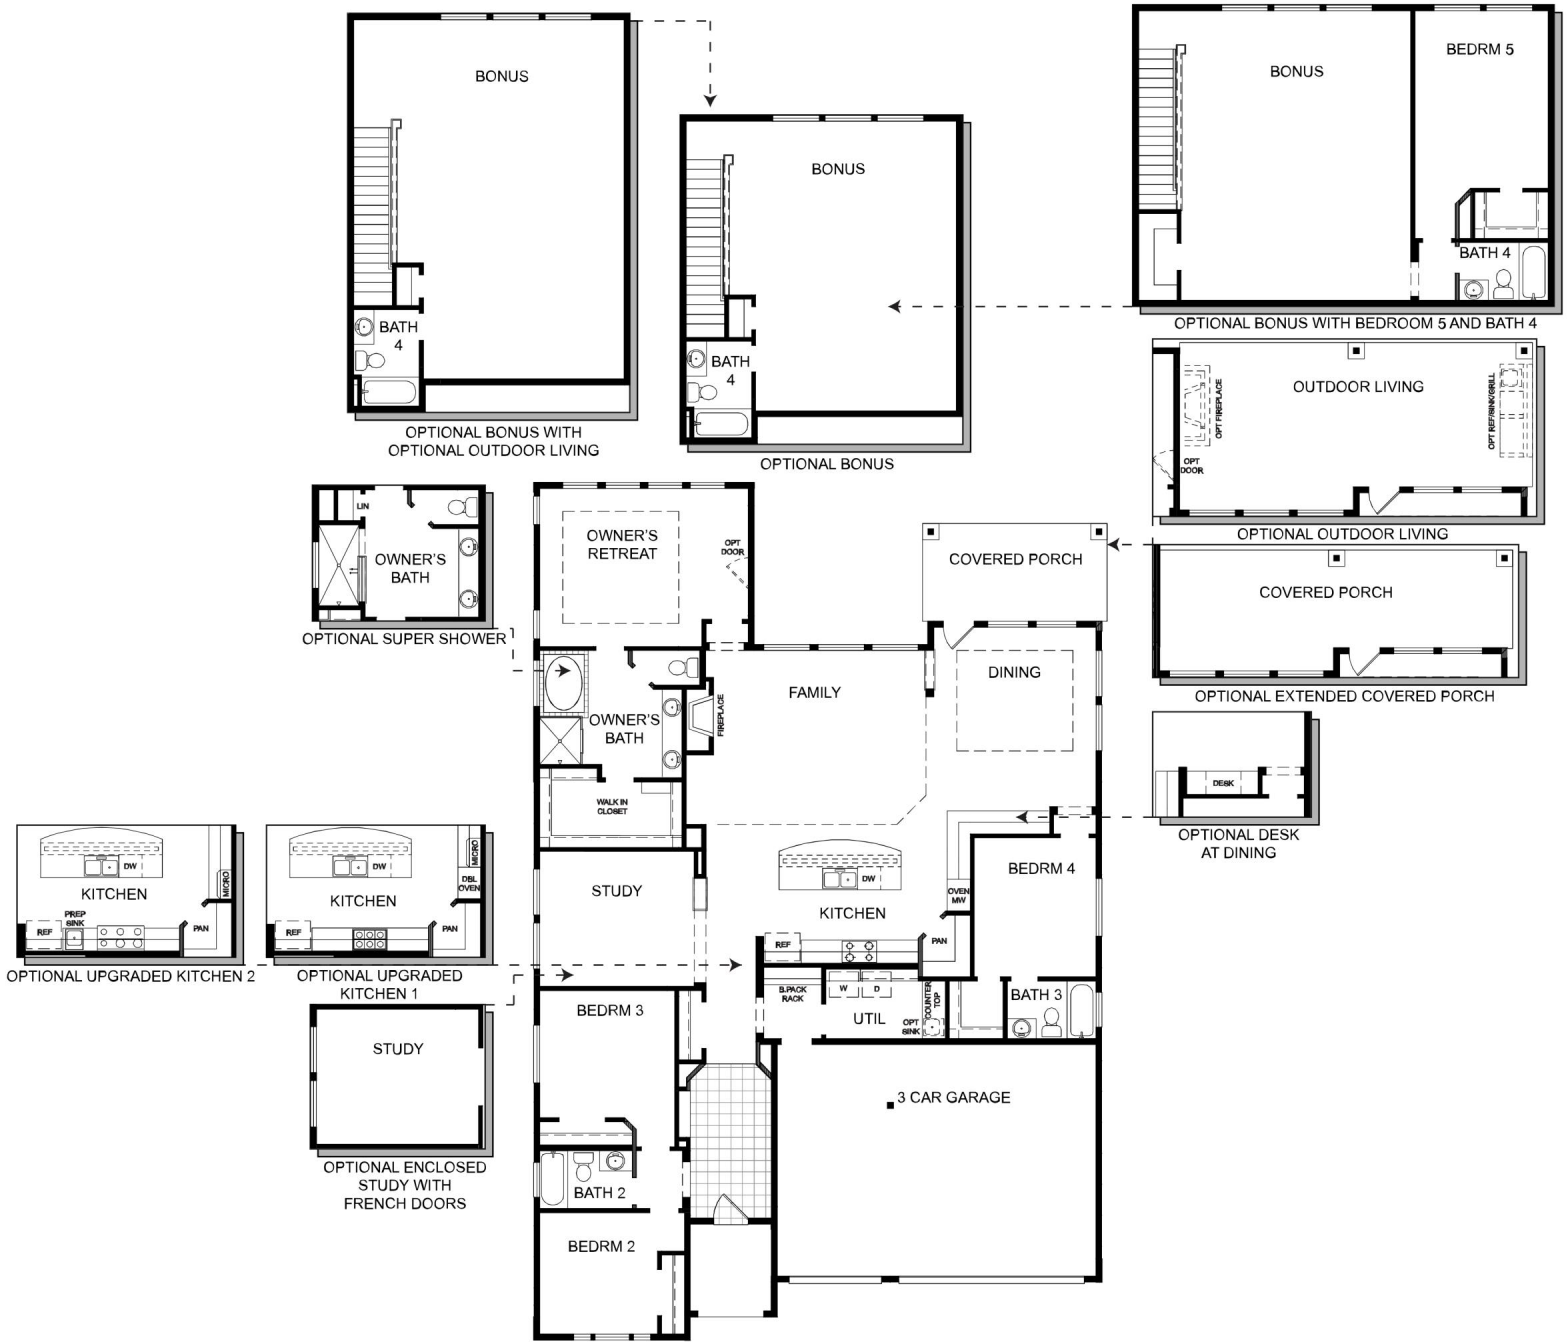 BONUS
BATH
4
OPTIONAL BONUS WITH
OPTIONAL OUTDOOR LIVING
BONUS
BATH
4
OPTIONAL BONUS
BONUS
BEDRM 5
BATH 4
OPTIONAL BONUS WITH BEDROOM 5 AND BATH 4
OUTDOOR LIVING
OPT FIREPLACE
OPT REF/SINK/GRILL
OPT
DOOR
OPTIONAL OUTDOOR LIVING
COVERED PORCH
OPTIONAL EXTENDED COVERED PORCH
DESK
OPTIONAL DESK
AT DINING
LIN
OWNER'S
BATH
OPTIONAL SUPER SHOWER
OWNER'S
RETREAT
OPT
DOOR
COVERED PORCH
DINING
FAMILY
FIREPLACE
OWNER'S
BATH
WALK IN
CLOSET
STUDY
DW
KITCHEN
REF
OVEN
MW
PAN
BEDRM 4
BATH 3
B.PACK
RACK
W
D
UTIL
OPT
SINK
COUNTER
TOP
BEDRM 3
3 CAR GARAGE
BATH 2
BEDRM 2
DW
KITCHEN
MICRO
PREP
SINK
REF
PAN
OPTIONAL UPGRADED KITCHEN 2
DW
KITCHEN
MICRO
DBL
OVEN
REF
PAN
OPTIONAL UPGRADED
KITCHEN 1
STUDY
OPTIONAL ENCLOSED
STUDY WITH
FRENCH DOORS